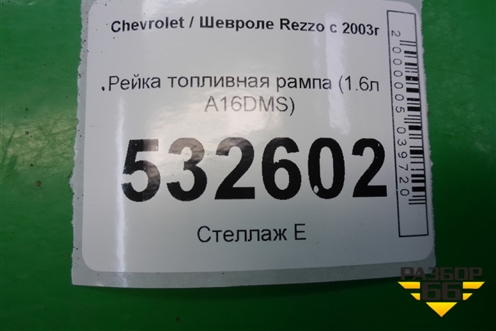 Chevrolet / Шевроле Rezzo с 2003г
Рейка топливная рампа (1.6л
A16DMS)
532602
Стеллаж Е
2000005039720
РАЗБОР
66